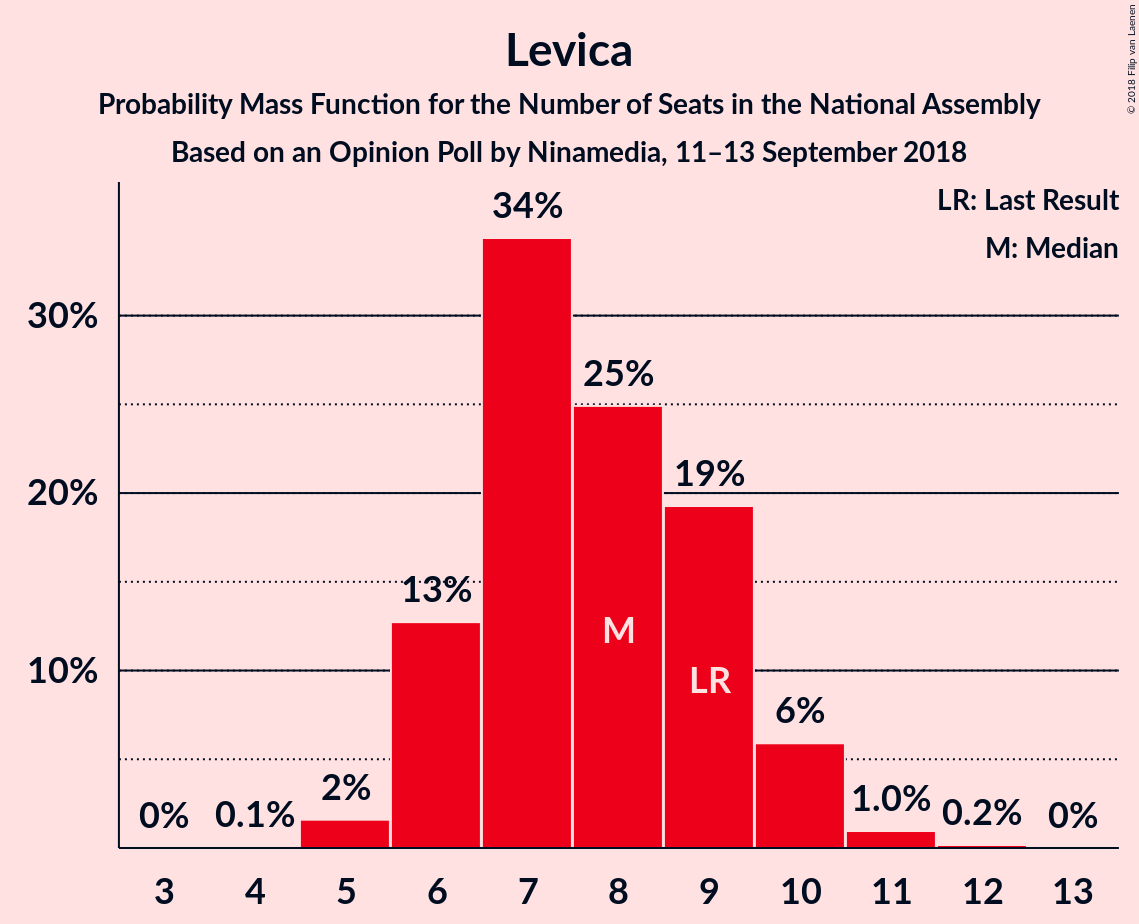 Levica
Probability Mass Function for the Number of Seats in the National Assembly
Based on an Opinion Poll by Ninamedia, 11–13 September 2018
© 2018 Filip van Laenen
LR: Last Result
M: Median
34%
30%
25%
20%
19%
13%
M
10%
LR
6%
2%
1.0%
0%
0.1%
0.2%
0%
3 4 5 6 7 8 9 10 11 12 13